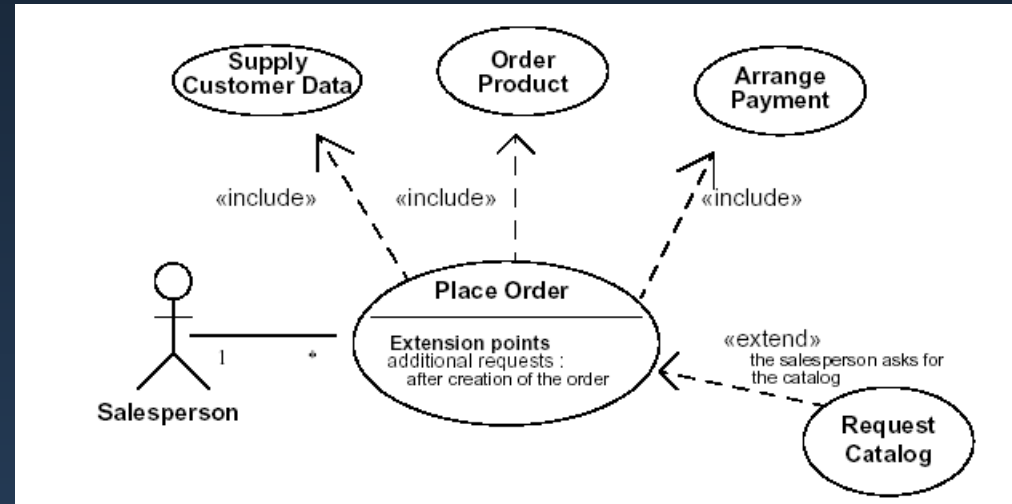 Supply
Customer Data
Order
Product
Arrange
Payment
«include»
«include»
«include»
Place Order
Extension points
additional requests :
after creation of the order
1
*
Salesperson
«extend»
the salesperson asks for
the catalog
Request
Catalog